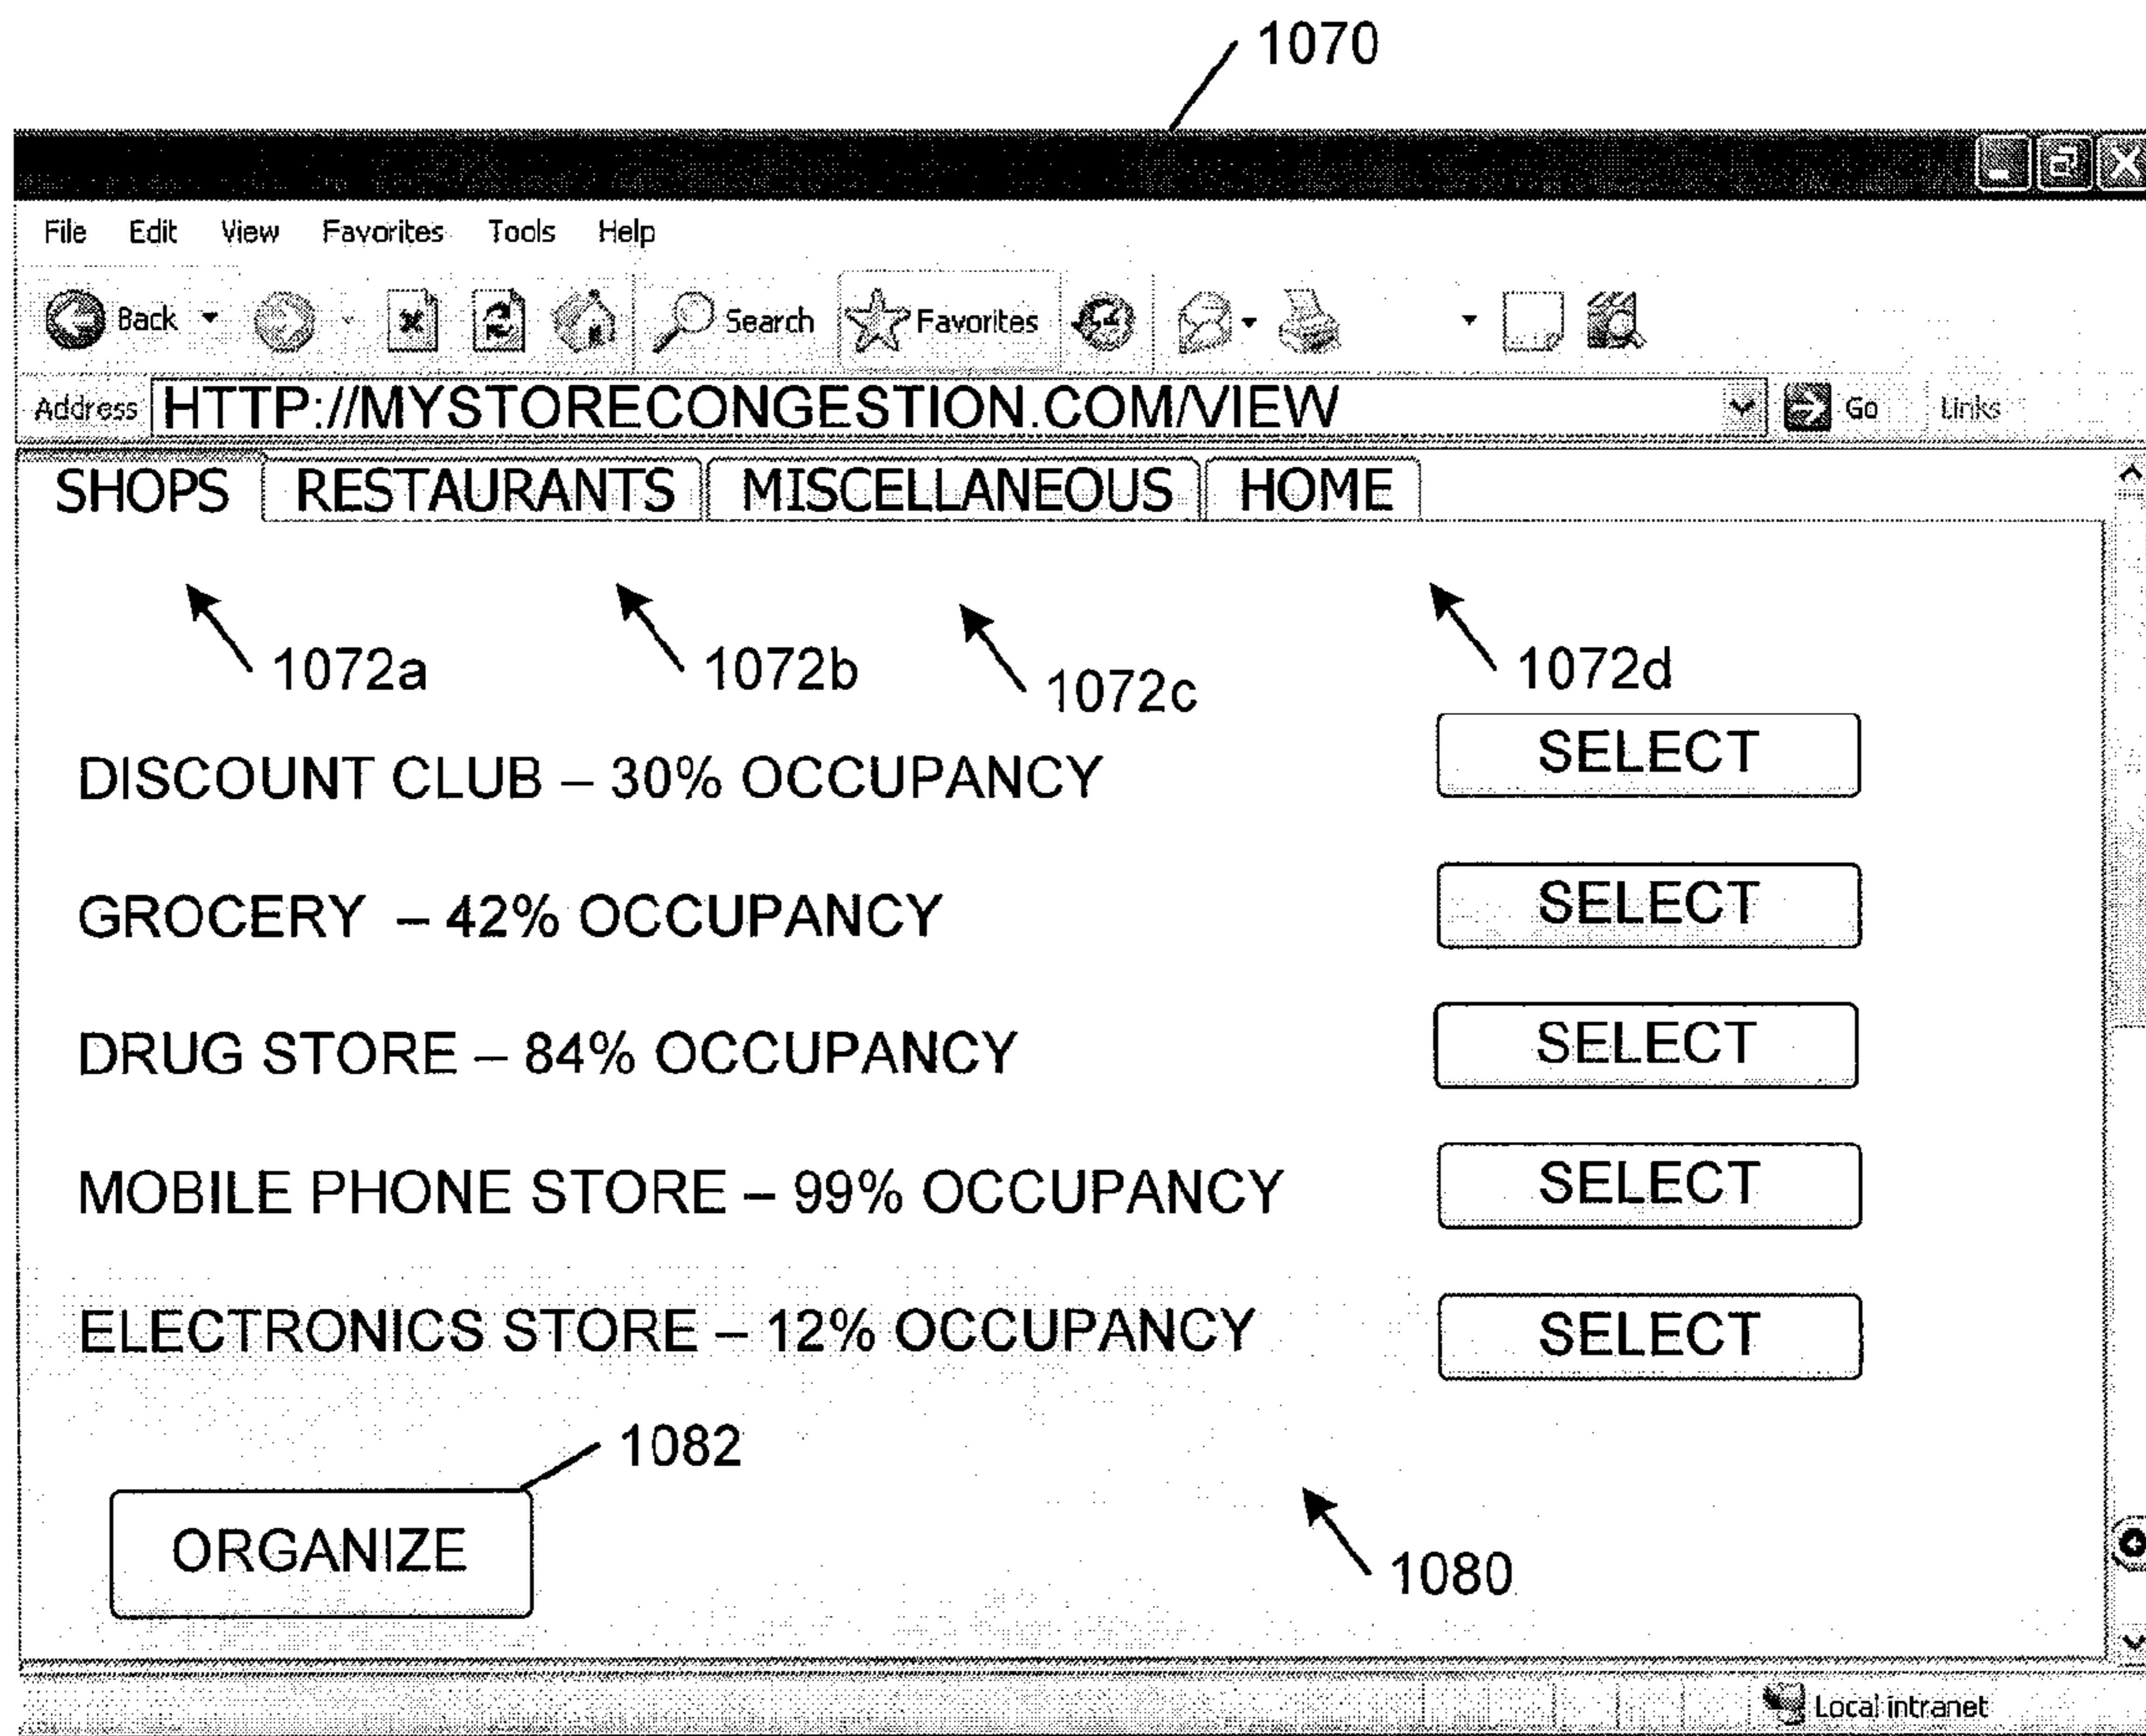 1070
File Edit View Favorites Tools Help
Back Search Favorites
Address HTTP://MYSTORECONGESTION.COM/VIEW Go Links
SHOPS RESTAURANTS MISCELLANEOUS HOME
1072a 1072b 1072c 1072d
DISCOUNT CLUB – 30% OCCUPANCY SELECT
GROCERY – 42% OCCUPANCY SELECT
DRUG STORE – 84% OCCUPANCY SELECT
MOBILE PHONE STORE – 99% OCCUPANCY SELECT
ELECTRONICS STORE – 12% OCCUPANCY SELECT
1082
ORGANIZE
1080
Local intranet